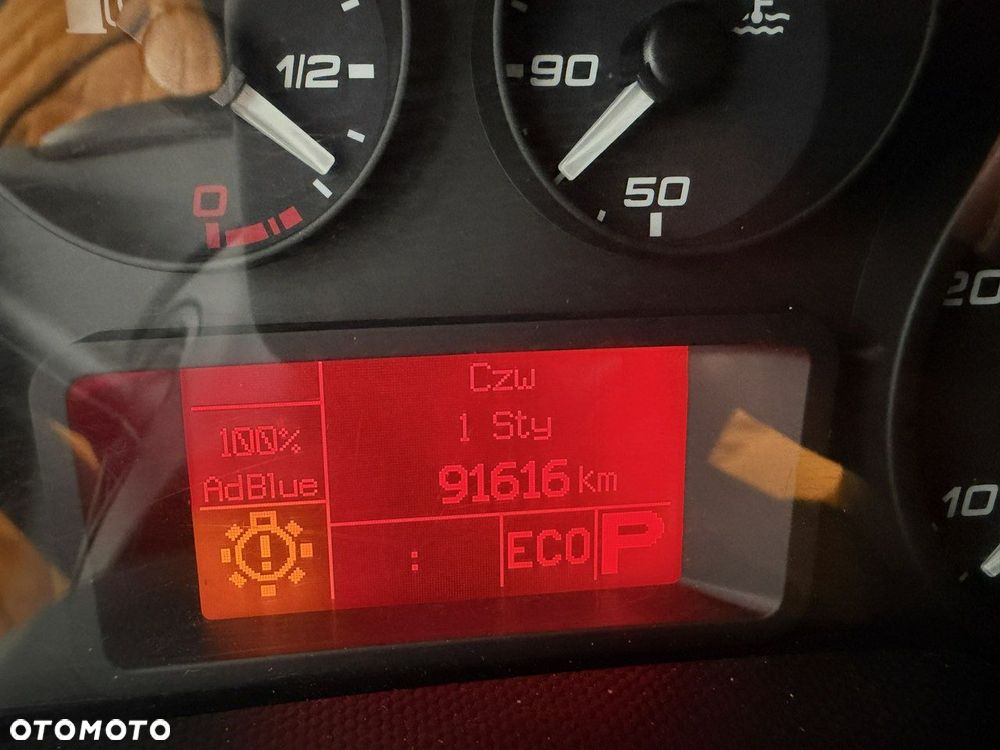 1/2
0
90
50
20
10
Czw
1 Sty
91616 km
100%
AdBlue
:
ECO
P
OTOMOTO